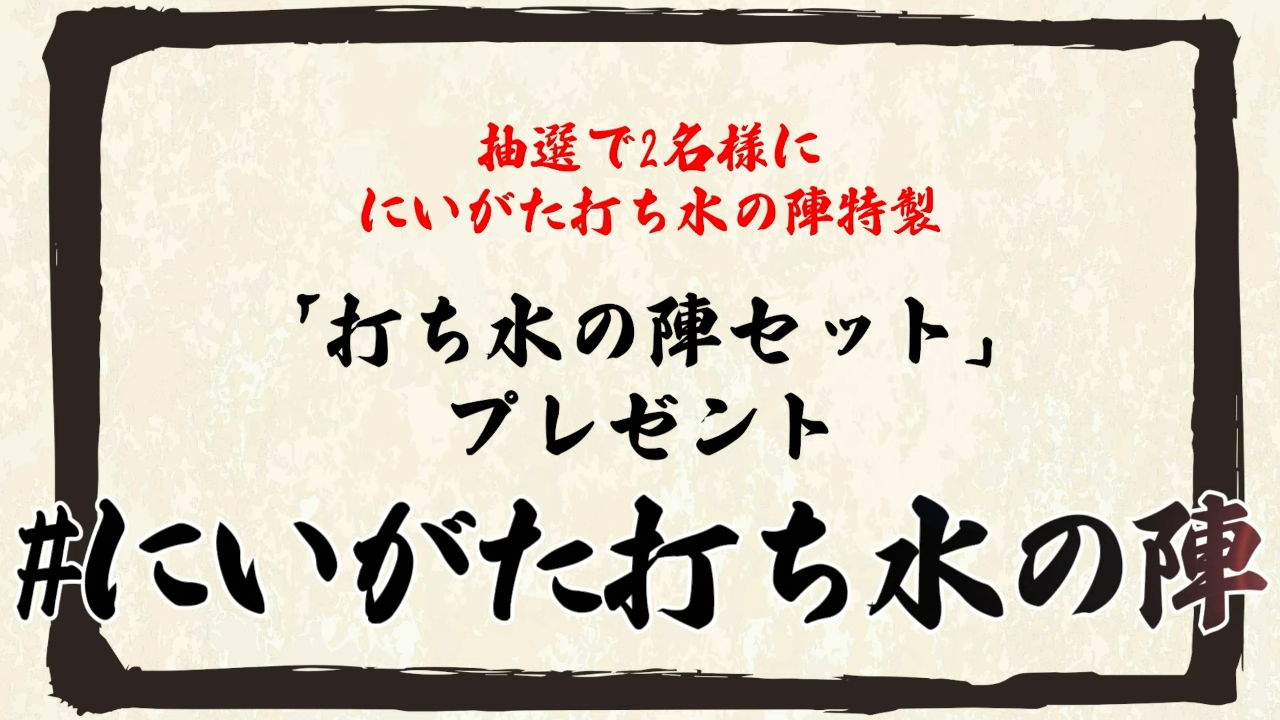 抽選で2名様に
にいがた打ち水の陣特製
「打ち水の陣セット」
プレゼント
#にいがた打ち水の陣